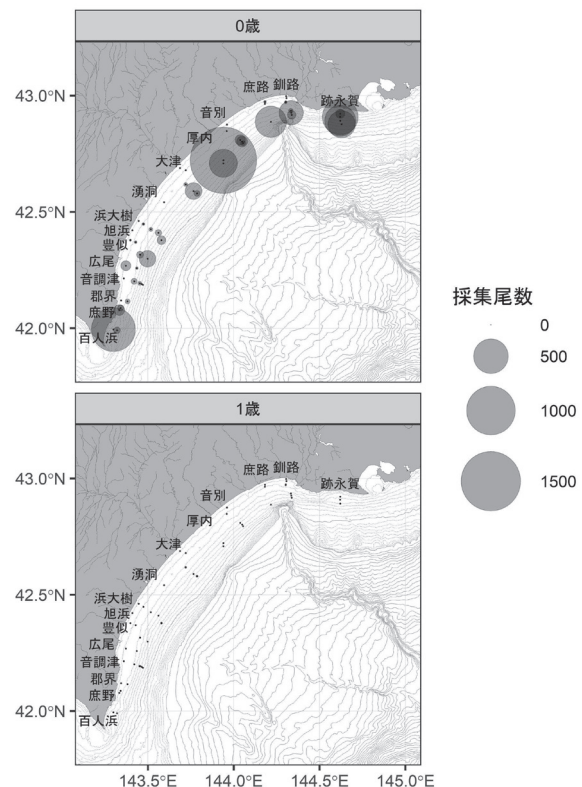 0歳
43.0°N
42.5°N
42.0°N
庶路 釧路
跡永賀
音別
厚内
大津
湧洞
浜大樹
旭浜
豊似
広尾
音調津
郡界
庶野
百人浜
採集尾数
0
500
1000
1500
1歳
43.0°N
42.5°N
42.0°N
庶路 釧路
跡永賀
音別
厚内
大津
湧洞
浜大樹
旭浜
豊似
広尾
音調津
郡界
庶野
百人浜
143.5°E 144.0°E 144.5°E 145.0°E